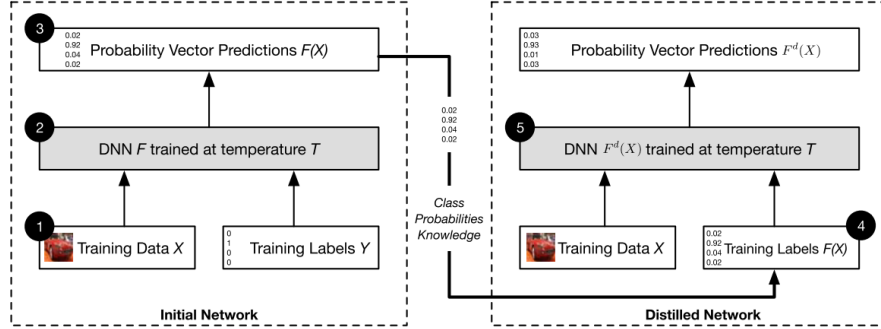 3
0.02
0.92
0.04
0.02
Probability Vector Predictions F(X)
2
DNN F trained at temperature T
1
Training Data X
0
1
0
0
Training Labels Y
Initial Network
0.02
0.92
0.04
0.02
Class
Probabilities
Knowledge
0.03
0.93
0.01
0.03
Probability Vector Predictions F^d(X)
5
DNN F^d(X) trained at temperature T
Training Data X
4
0.02
0.92
0.04
0.02
Training Labels F(X)
Distilled Network